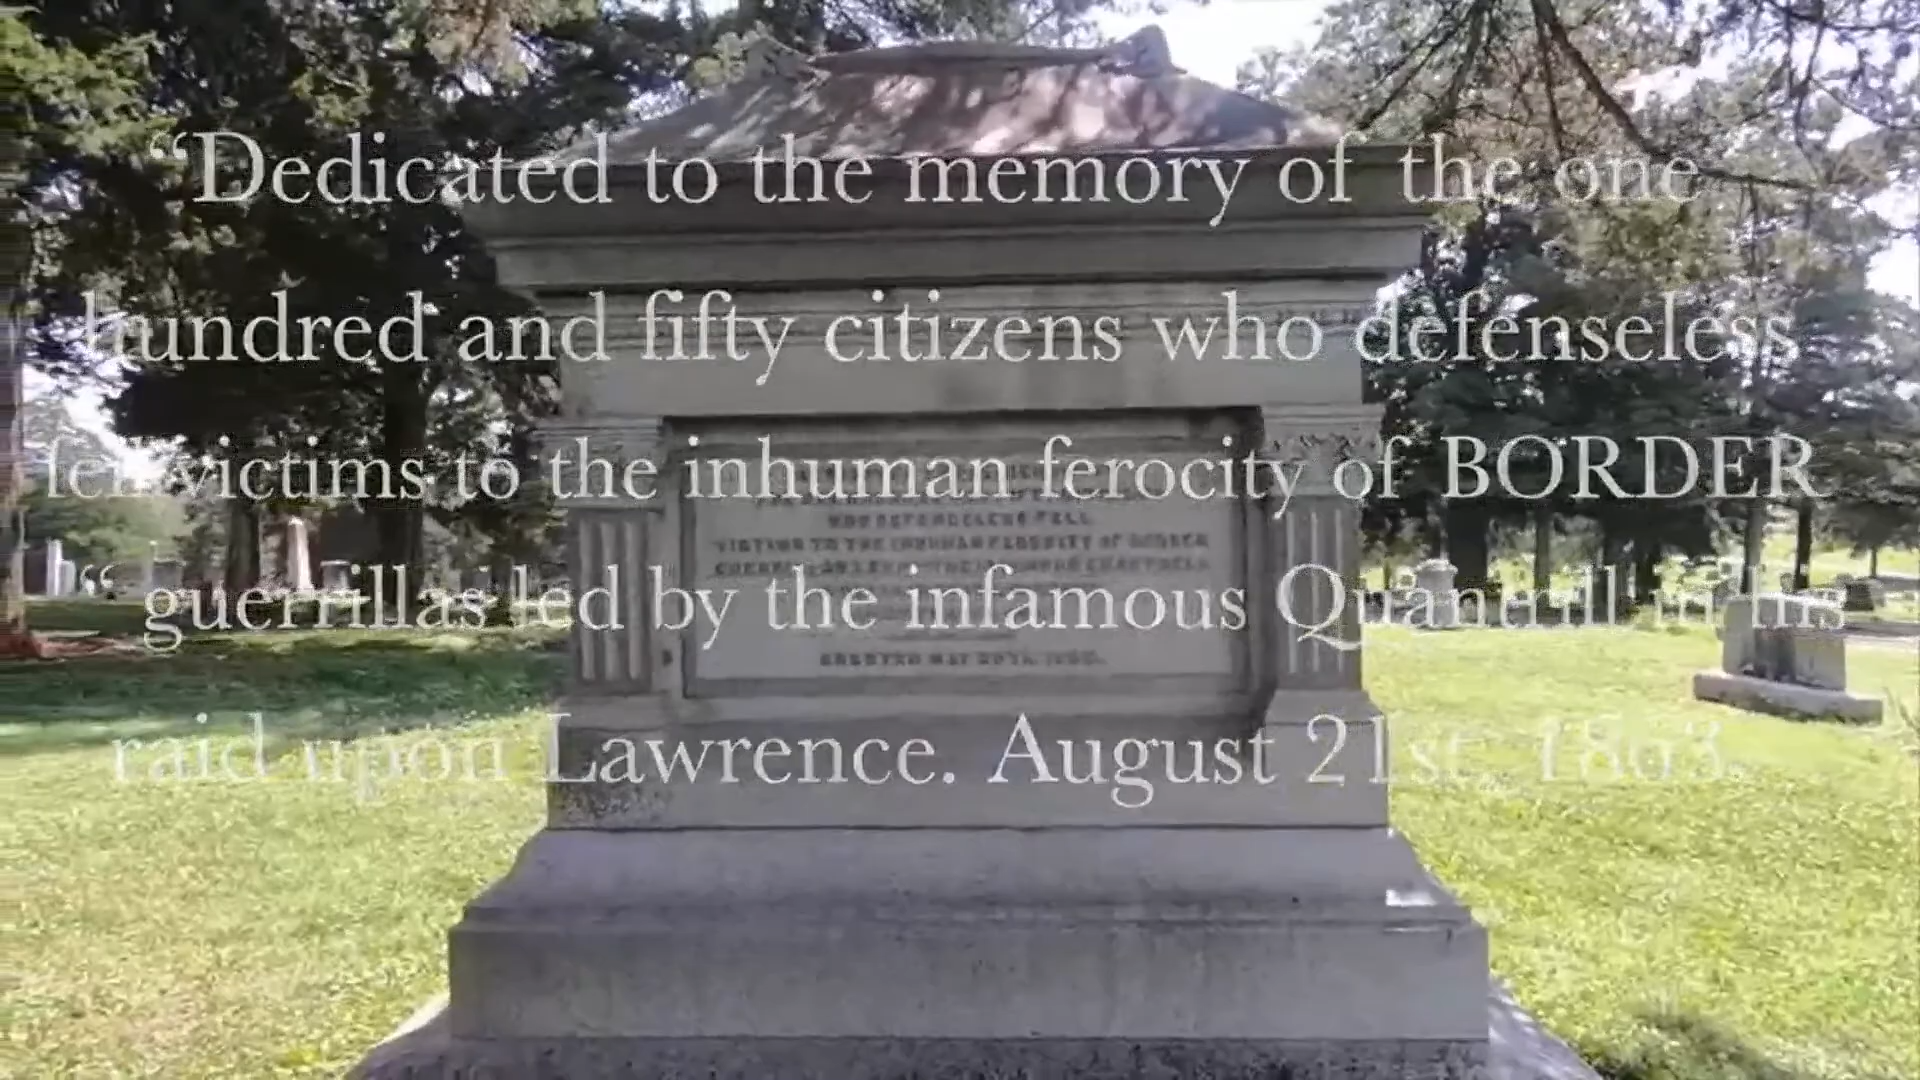 “Dedicated to the memory of the one
hundred and fifty citizens who defenseless
fell victims to the inhuman ferocity of BORDER
“guerrillas led by the infamous Quantrill in his
raid upon Lawrence. August 21st, 1863.
WHO DEFENSELESS FELL
VICTIMS TO THE INHUMAN FEROCITY OF BORDER
ERECTED MAY 30TH, 1895.